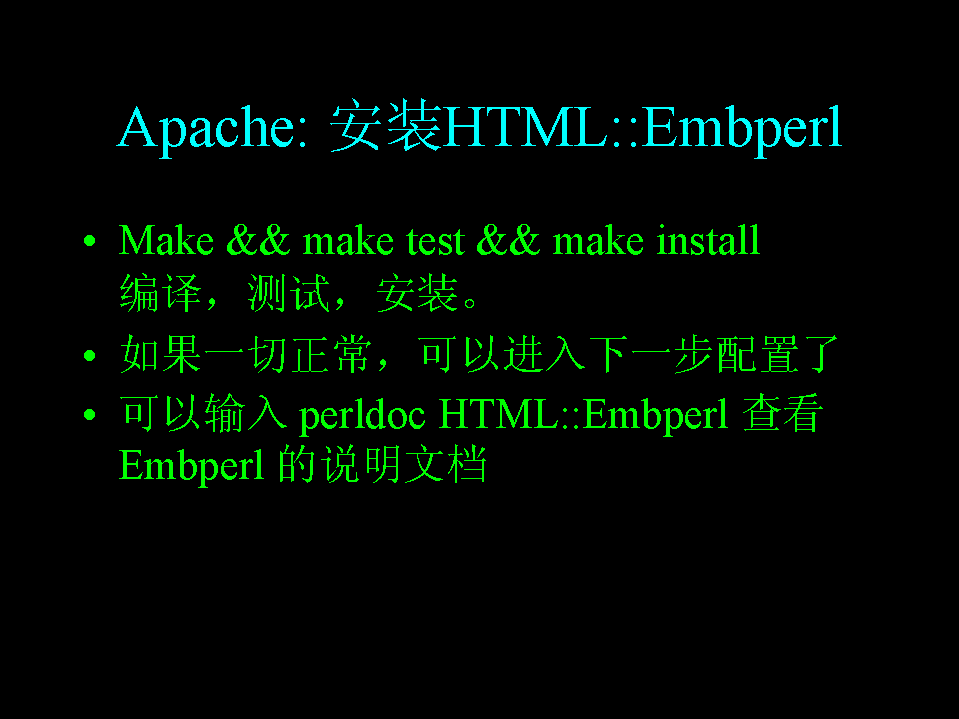 Apache: 安装HTML::Embperl
• Make && make test && make install
编译，测试，安装。
• 如果一切正常，可以进入下一步配置了
• 可以输入 perldoc HTML::Embperl 查看
Embperl 的说明文档